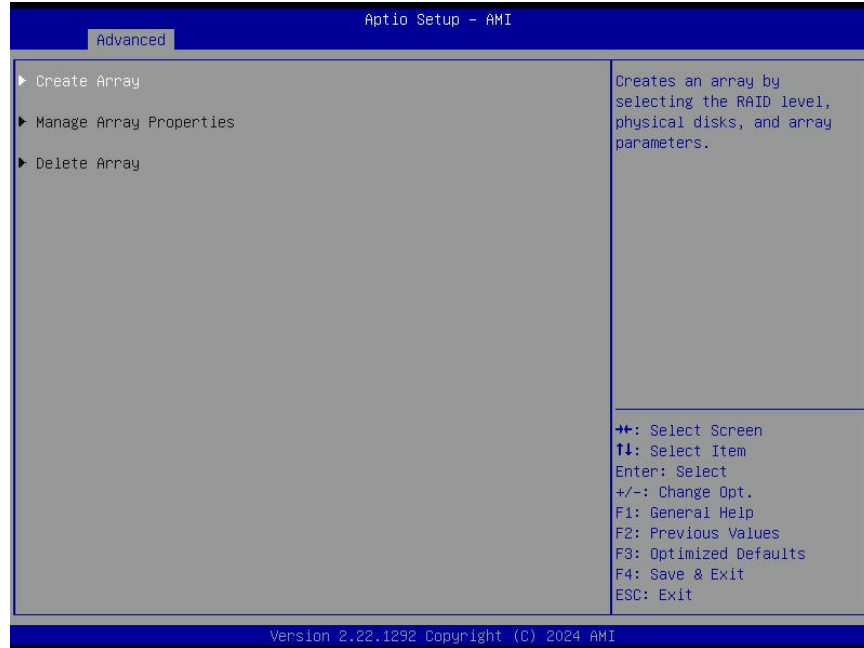 Aptio Setup – AMI
Advanced
► Create Array
► Manage Array Properties
► Delete Array
Creates an array by
selecting the RAID level,
physical disks, and array
parameters.
→←: Select Screen
↑↓: Select Item
Enter: Select
+/-: Change Opt.
F1: General Help
F2: Previous Values
F3: Optimized Defaults
F4: Save & Exit
ESC: Exit
Version 2.22.1292 Copyright (C) 2024 AMI